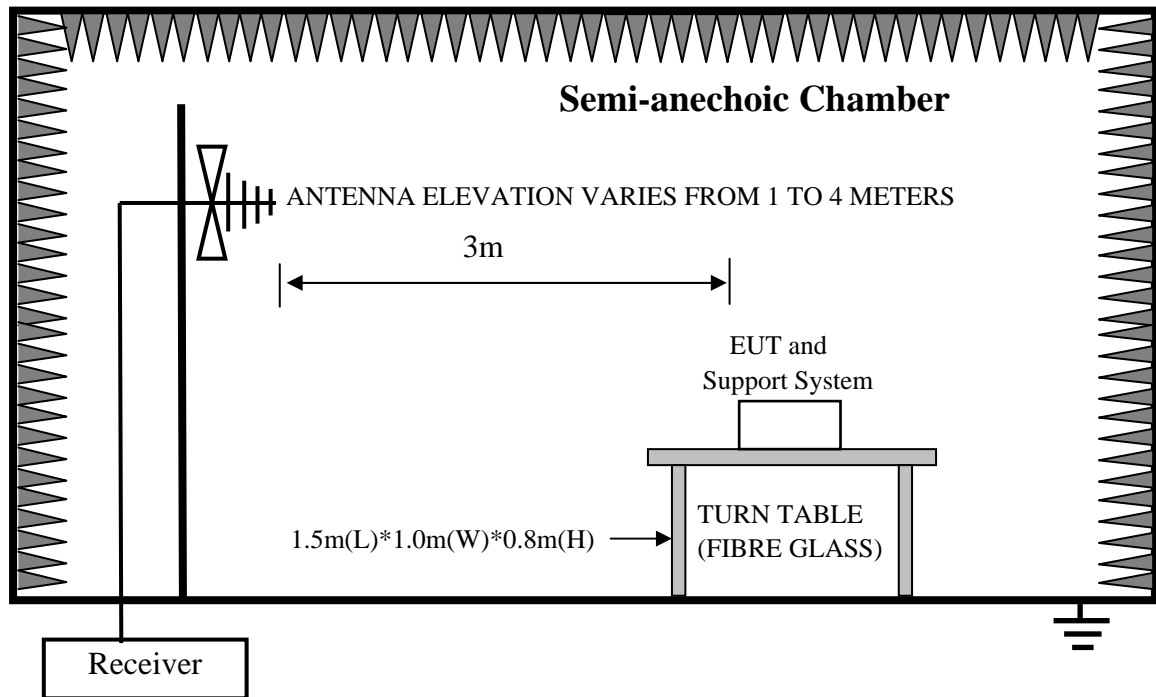 Semi-anechoic Chamber
ANTENNA ELEVATION VARIES FROM 1 TO 4 METERS
3m
EUT and
Support System
1.5m(L)*1.0m(W)*0.8m(H)
TURN TABLE
(FIBRE GLASS)
Receiver